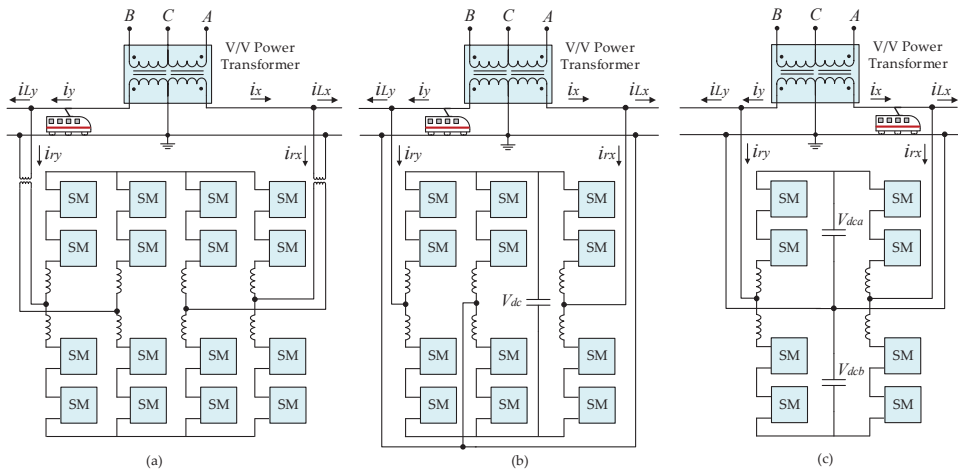 B C A
V/V Power
Transformer
iLy iy ix iLx
iry irx
SM SM SM SM
SM SM SM SM
SM SM SM SM
SM SM SM SM
(a)
B C A
V/V Power
Transformer
iLy iy ix iLx
iry irx
SM SM SM
SM SM SM
Vdc
SM SM SM
SM SM SM
(b)
B C A
V/V Power
Transformer
iLy iy ix iLx
iry irx
SM SM
Vdca
SM SM
SM SM
Vdcb
SM SM
(c)